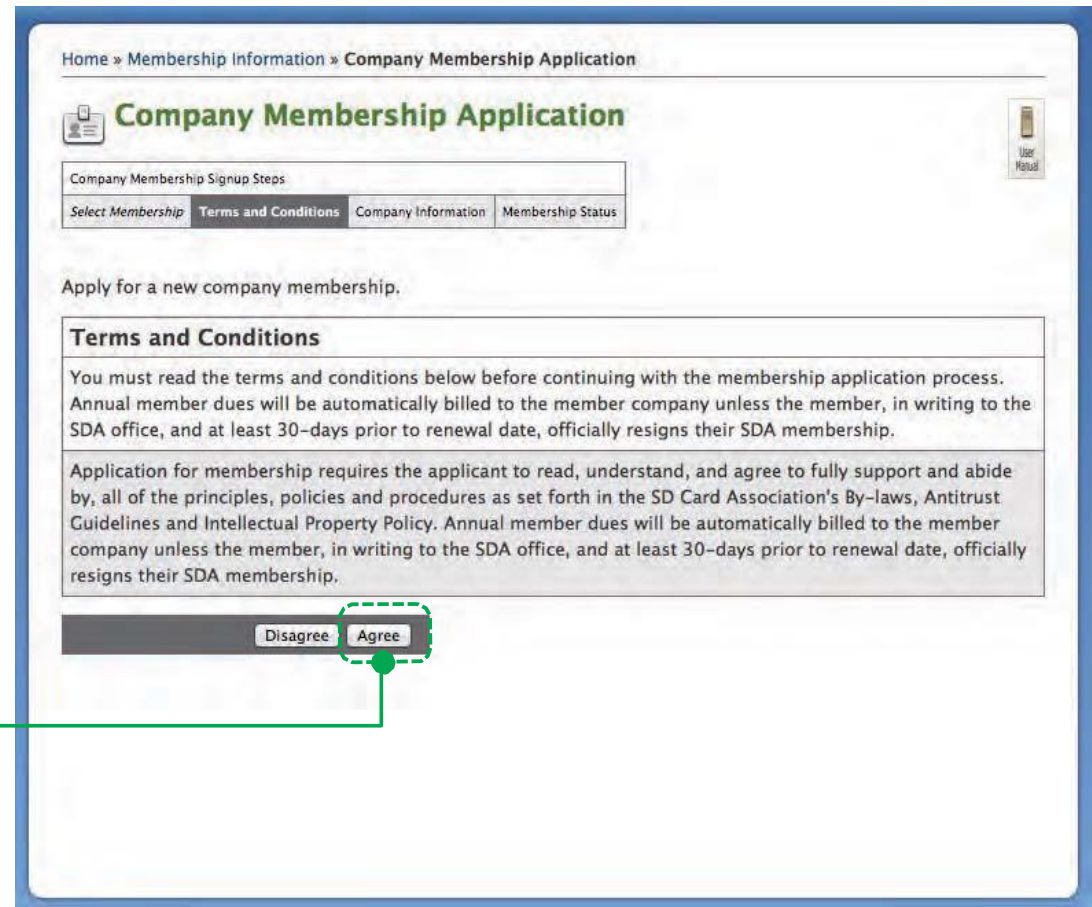 Home » Membership Information » Company Membership Application
Company Membership Application
User
Manual
Company Membership Signup Steps
Select Membership Terms and Conditions Company Information Membership Status
Apply for a new company membership.
Terms and Conditions
You must read the terms and conditions below before continuing with the membership application process.
Annual member dues will be automatically billed to the member company unless the member, in writing to the
SDA office, and at least 30-days prior to renewal date, officially resigns their SDA membership.
Application for membership requires the applicant to read, understand, and agree to fully support and abide
by, all of the principles, policies and procedures as set forth in the SD Card Association's By-laws, Antitrust
Guidelines and Intellectual Property Policy. Annual member dues will be automatically billed to the member
company unless the member, in writing to the SDA office, and at least 30-days prior to renewal date, officially
resigns their SDA membership.
Disagree Agree